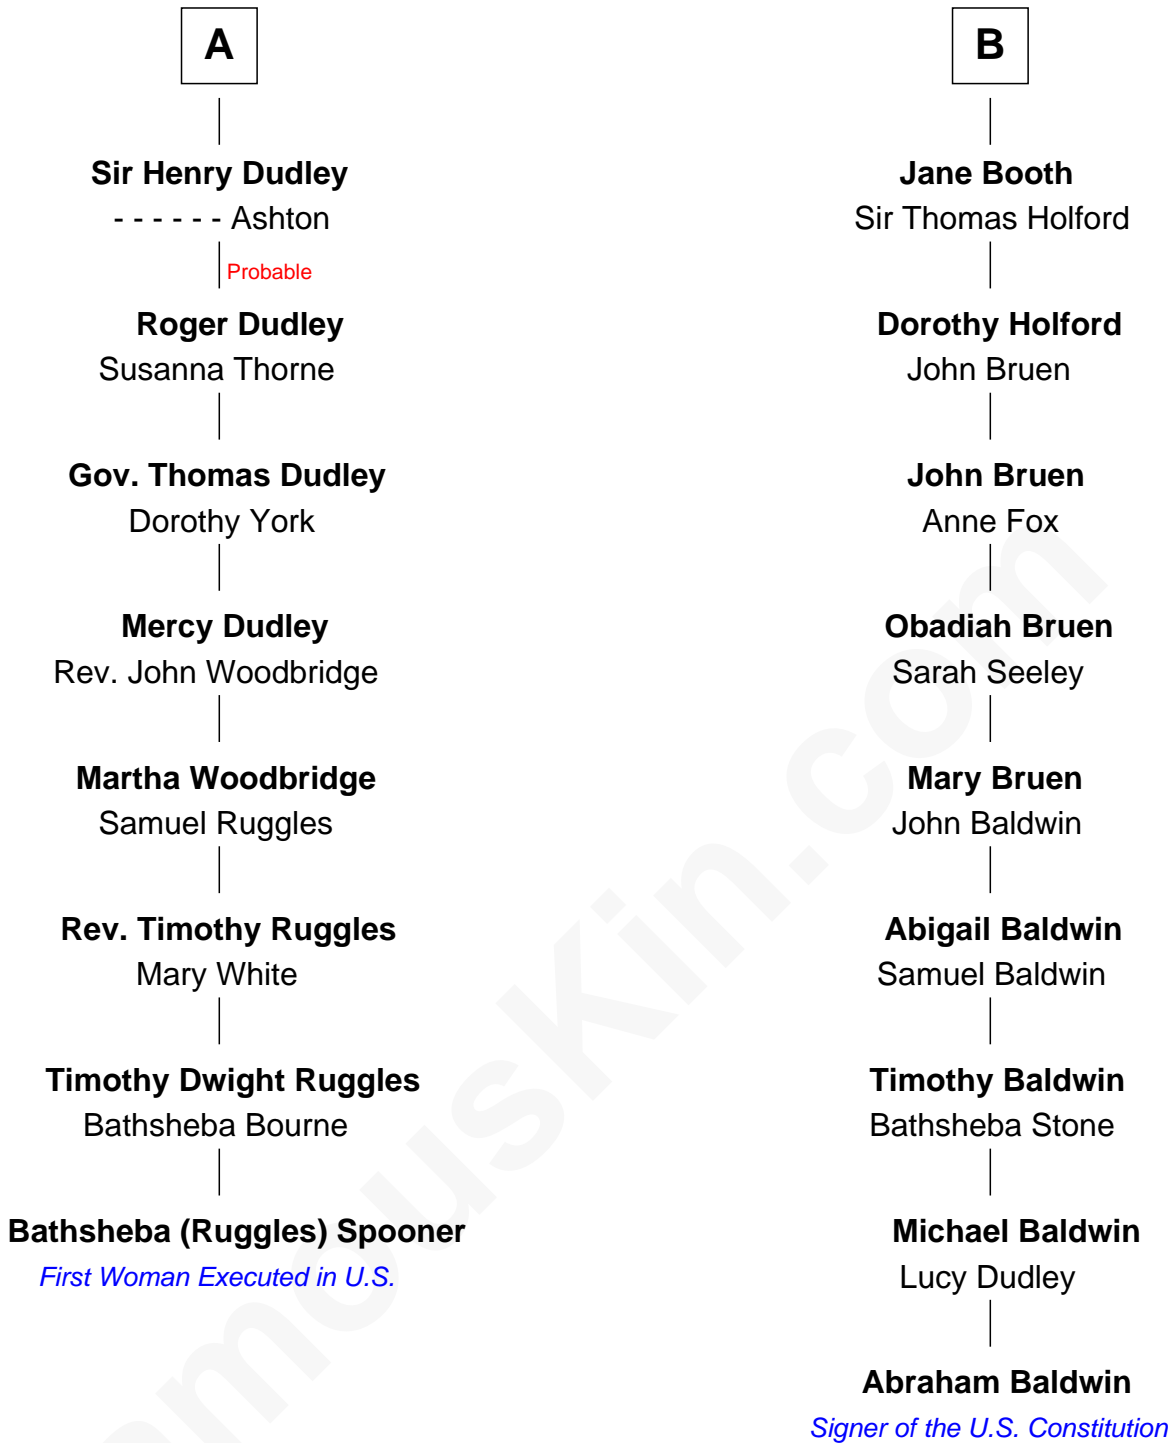 A
Sir Henry Dudley
- - - - - - Ashton
Probable
Roger Dudley
Susanna Thorne
Gov. Thomas Dudley
Dorothy York
Mercy Dudley
Rev. John Woodbridge
Martha Woodbridge
Samuel Ruggles
Rev. Timothy Ruggles
Mary White
Timothy Dwight Ruggles
Bathsheba Bourne
Bathsheba (Ruggles) Spooner
First Woman Executed in U.S.
B
Jane Booth
Sir Thomas Holford
Dorothy Holford
John Bruen
John Bruen
Anne Fox
Obadiah Bruen
Sarah Seeley
Mary Bruen
John Baldwin
Abigail Baldwin
Samuel Baldwin
Timothy Baldwin
Bathsheba Stone
Michael Baldwin
Lucy Dudley
Abraham Baldwin
Signer of the U.S. Constitution
amouskin.com